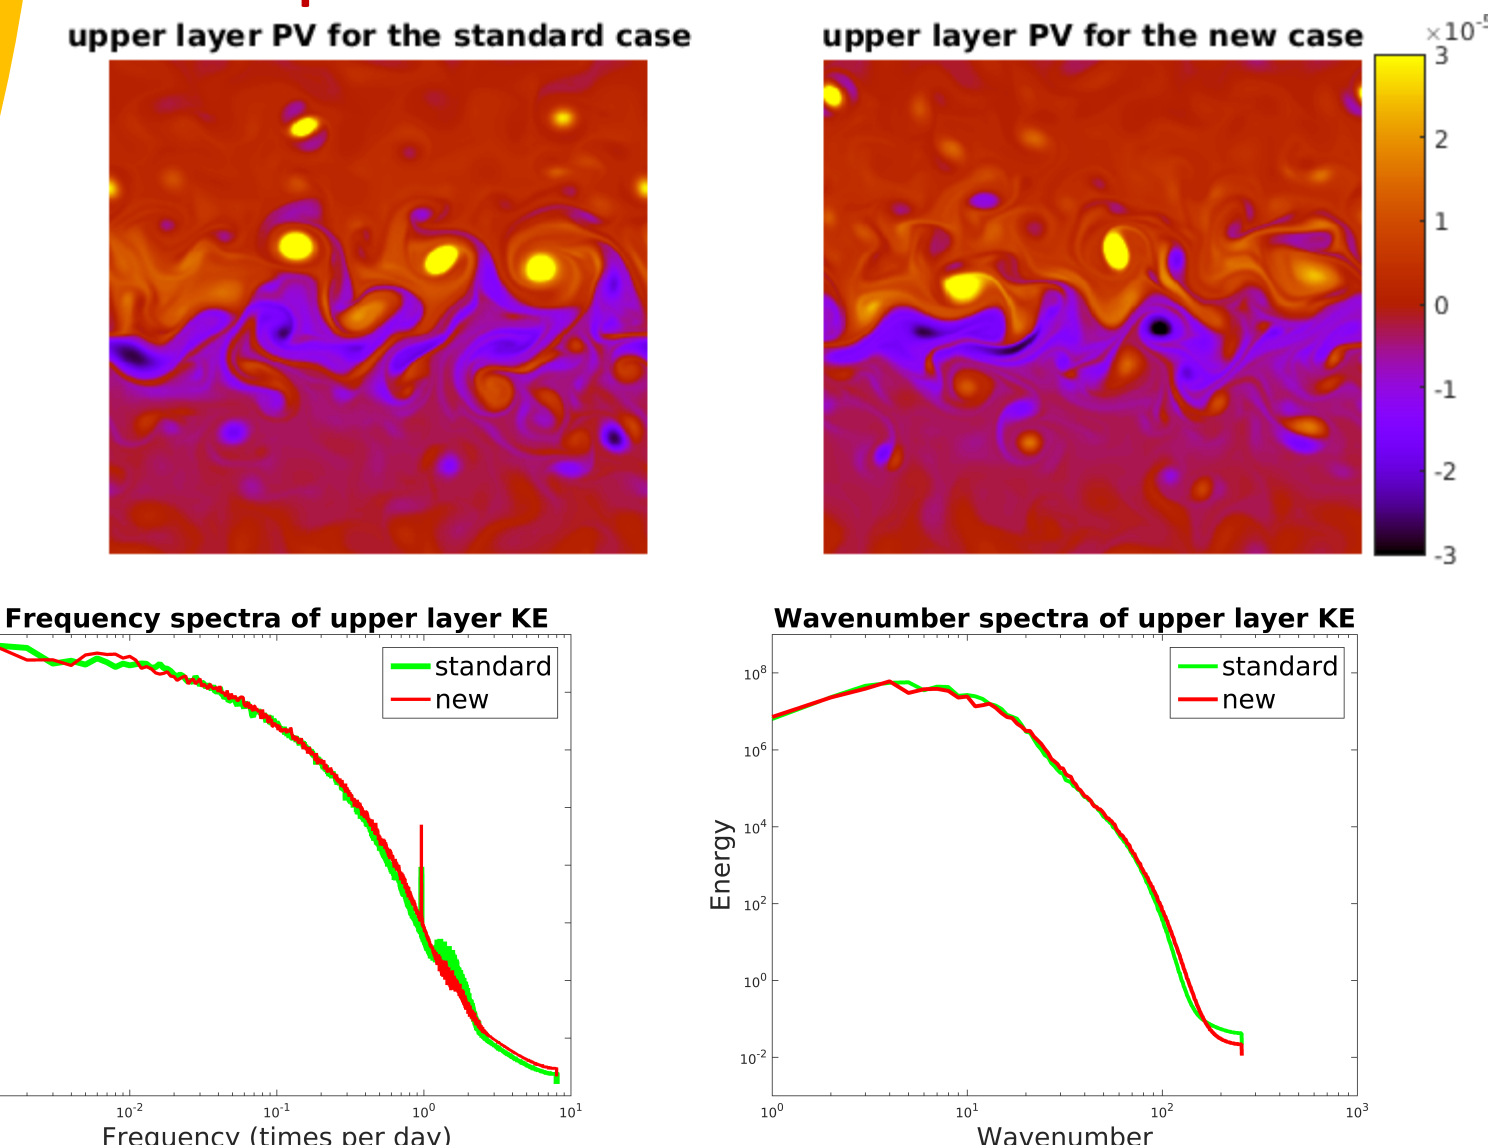 upper layer PV for the standard case
upper layer PV for the new case
×10⁻⁵
3
2
1
0
-1
-2
-3
Frequency spectra of upper layer KE
standard
new
10⁻² 10⁻¹ 10⁰ 10¹
Frequency (times per day)
Wavenumber spectra of upper layer KE
standard
new
Energy
10⁸
10⁶
10⁴
10²
10⁰
10⁻²
10⁰ 10¹ 10² 10³
Wavenumber